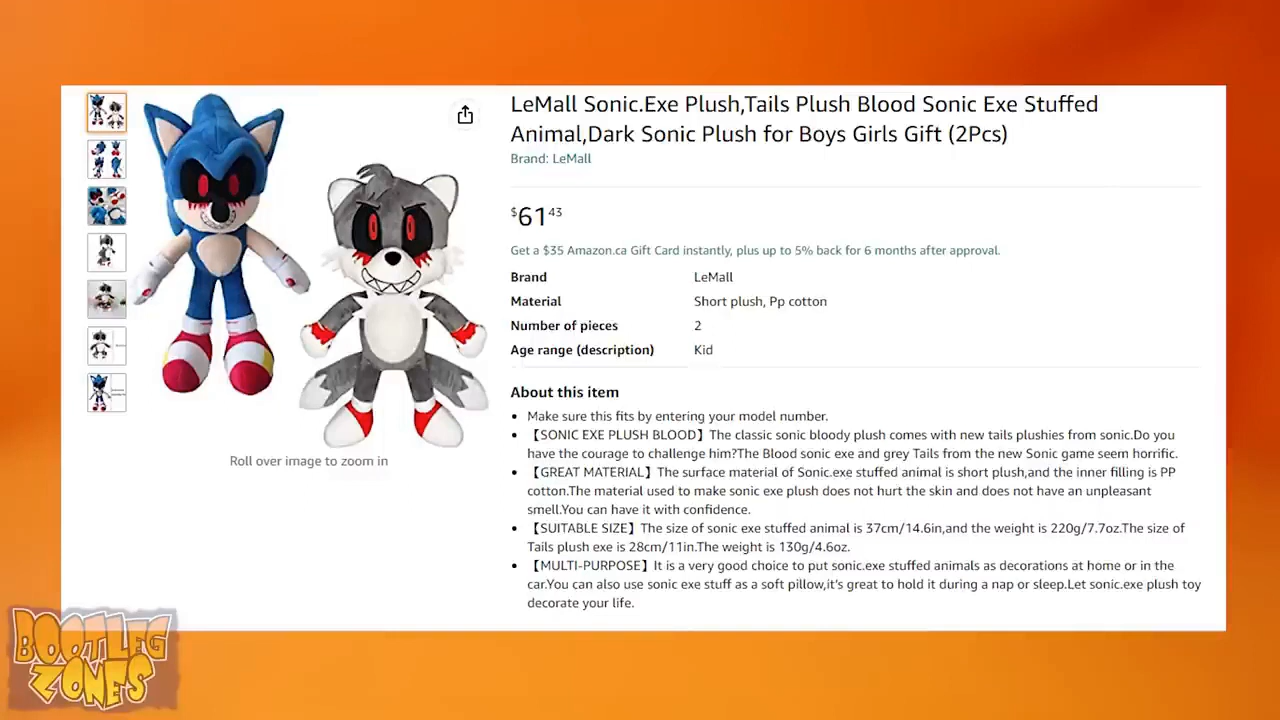 LeMall Sonic.Exe Plush,Tails Plush Blood Sonic Exe Stuffed
Animal,Dark Sonic Plush for Boys Girls Gift (2Pcs)
Brand: LeMall
$6143
Get a $35 Amazon.ca Gift Card instantly, plus up to 5% back for 6 months after approval.
Brand LeMall
Material Short plush, Pp cotton
Number of pieces 2
Age range (description) Kid
About this item
• Make sure this fits by entering your model number.
• 【SONIC EXE PLUSH BLOOD】The classic sonic bloody plush comes with new tails plushies from sonic.Do you
have the courage to challenge him?The Blood sonic exe and grey Tails from the new Sonic game seem horrific.
• 【GREAT MATERIAL】The surface material of Sonic.exe stuffed animal is short plush,and the inner filling is PP
cotton.The material used to make sonic exe plush does not hurt the skin and does not have an unpleasant
smell.You can have it with confidence.
• 【SUITABLE SIZE】The size of sonic exe stuffed animal is 37cm/14.6in,and the weight is 220g/7.7oz.The size of
Tails plush exe is 28cm/11in.The weight is 130g/4.6oz.
• 【MULTI-PURPOSE】It is a very good choice to put sonic.exe stuffed animals as decorations at home or in the
car.You can also use sonic exe stuff as a soft pillow,it's great to hold it during a nap or sleep.Let sonic.exe plush toy
decorate your life.
Roll over image to zoom in
BOOTLEG
ZONES